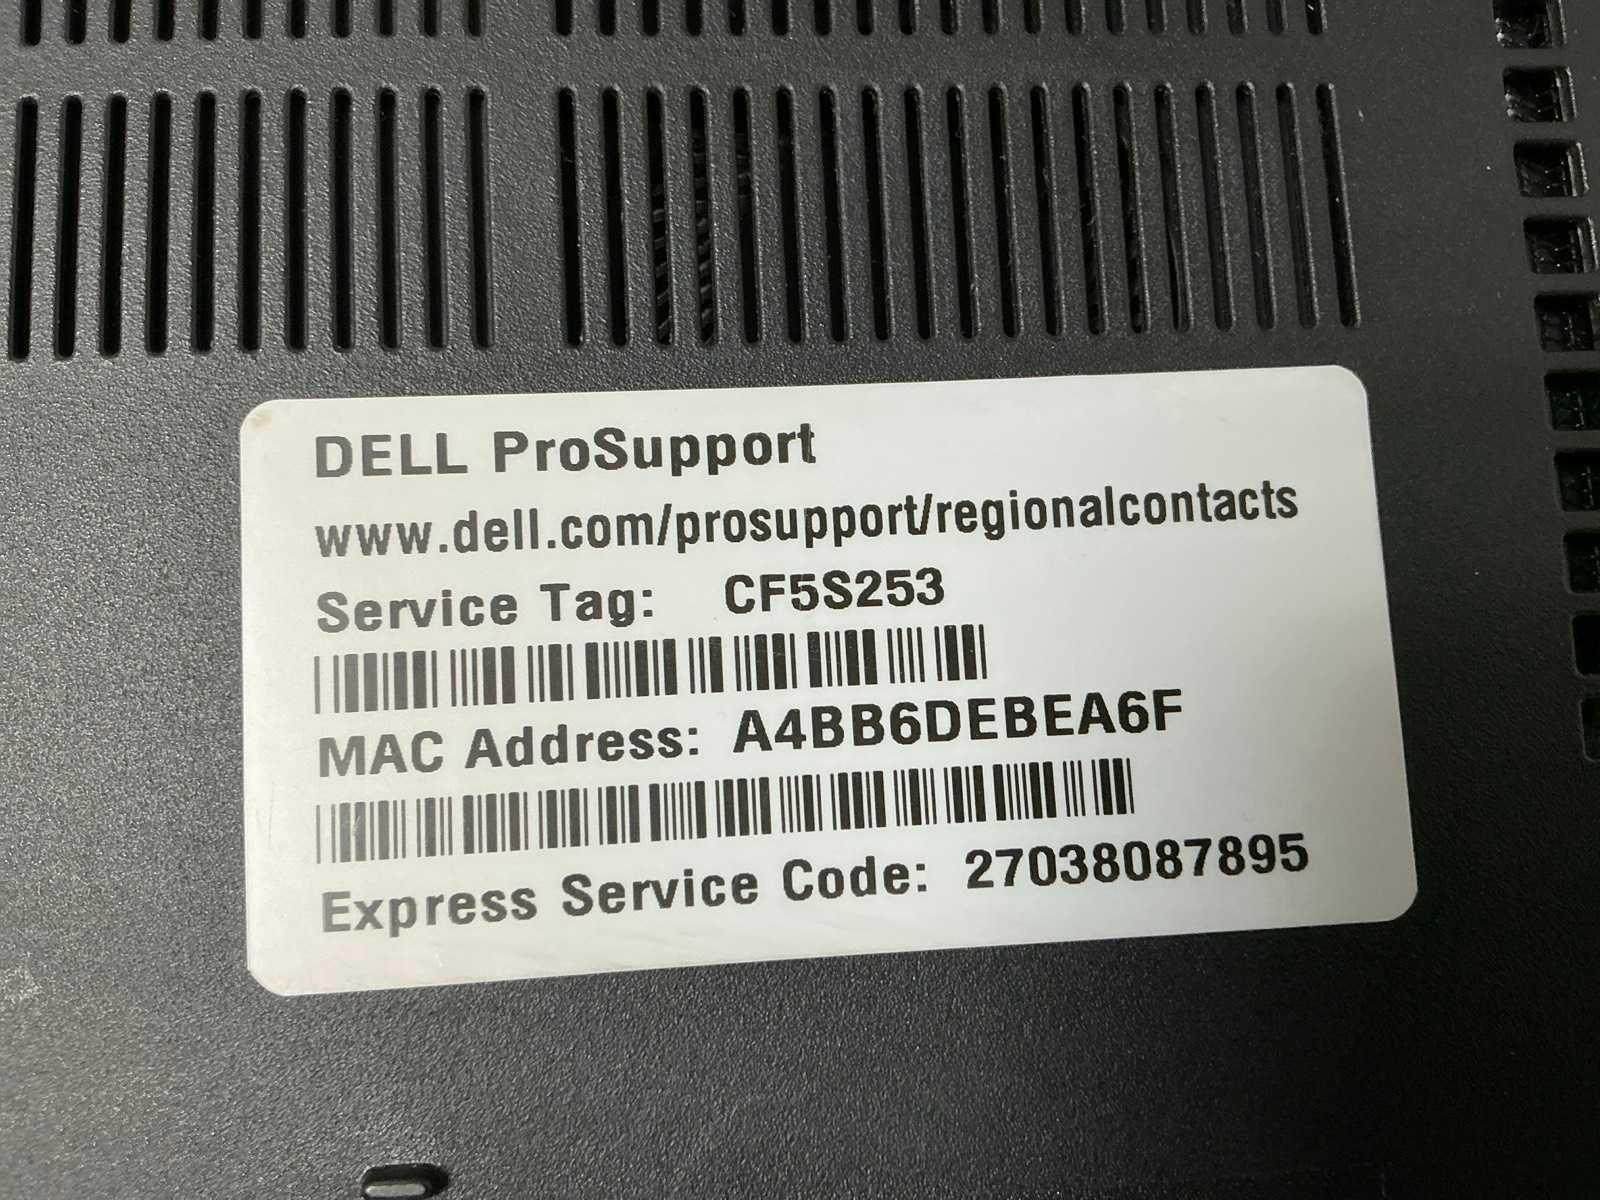 DELL ProSupport
www.dell.com/prosupport/regionalcontacts
Service Tag: CF5S253
MAC Address: A4BB6DEBEA6F
Express Service Code: 27038087895